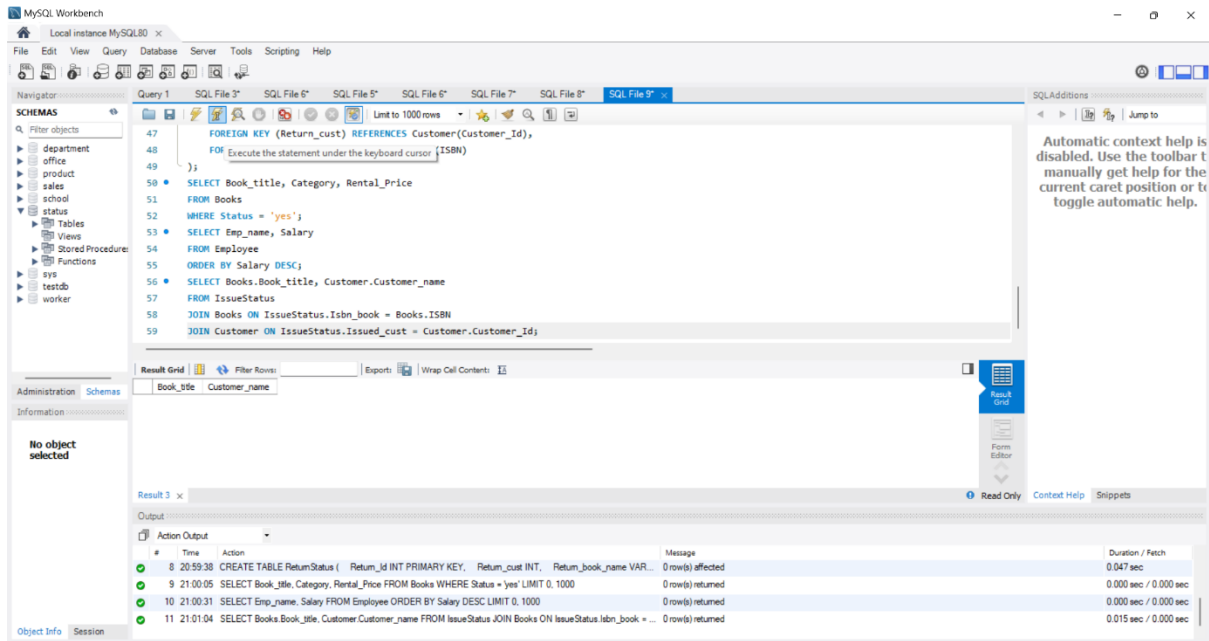 MySQL Workbench
Local instance MySQL80
File Edit View Query Database Server Tools Scripting Help
Navigator
SCHEMAS
Filter objects
department
office
product
sales
school
status
Tables
Views
Stored Procedures
Functions
sys
testdb
worker
Administration Schemas
Information
No object
selected
Object Info Session
Query 1 SQL File 3* SQL File 6* SQL File 5* SQL File 6* SQL File 7* SQL File 8* SQL File 9*
Limit to 1000 rows
47 FOREIGN KEY (Return_cust) REFERENCES Customer(Customer_Id),
48 FOR (ISBN)
Execute the statement under the keyboard cursor
49 );
50 SELECT Book_title, Category, Rental_Price
51 FROM Books
52 WHERE Status = 'yes';
53 SELECT Emp_name, Salary
54 FROM Employee
55 ORDER BY Salary DESC;
56 SELECT Books.Book_title, Customer.Customer_name
57 FROM IssueStatus
58 JOIN Books ON IssueStatus.Isbn_book = Books.ISBN
59 JOIN Customer ON IssueStatus.Issued_cust = Customer.Customer_Id;
Result Grid Filter Rows: Export: Wrap Cell Content:
Book_title Customer_name
Result Grid
Form Editor
Result 3 Read Only
Output
Action Output
# Time Action Message Duration / Fetch
8 20:59:38 CREATE TABLE ReturnStatus ( Return_Id INT PRIMARY KEY, Return_cust INT, Return_book_name VAR... 0 row(s) affected 0.047 sec
9 21:00:05 SELECT Book_title, Category, Rental_Price FROM Books WHERE Status = 'yes' LIMIT 0, 1000 0 row(s) returned 0.000 sec / 0.000 sec
10 21:00:31 SELECT Emp_name, Salary FROM Employee ORDER BY Salary DESC LIMIT 0, 1000 0 row(s) returned 0.000 sec / 0.000 sec
11 21:01:04 SELECT Books.Book_title, Customer.Customer_name FROM IssueStatus JOIN Books ON IssueStatus.Isbn_book = ... 0 row(s) returned 0.015 sec / 0.000 sec
SQLAdditions
Jump to
Automatic context help is
disabled. Use the toolbar t
manually get help for the
current caret position or to
toggle automatic help.
Context Help Snippets